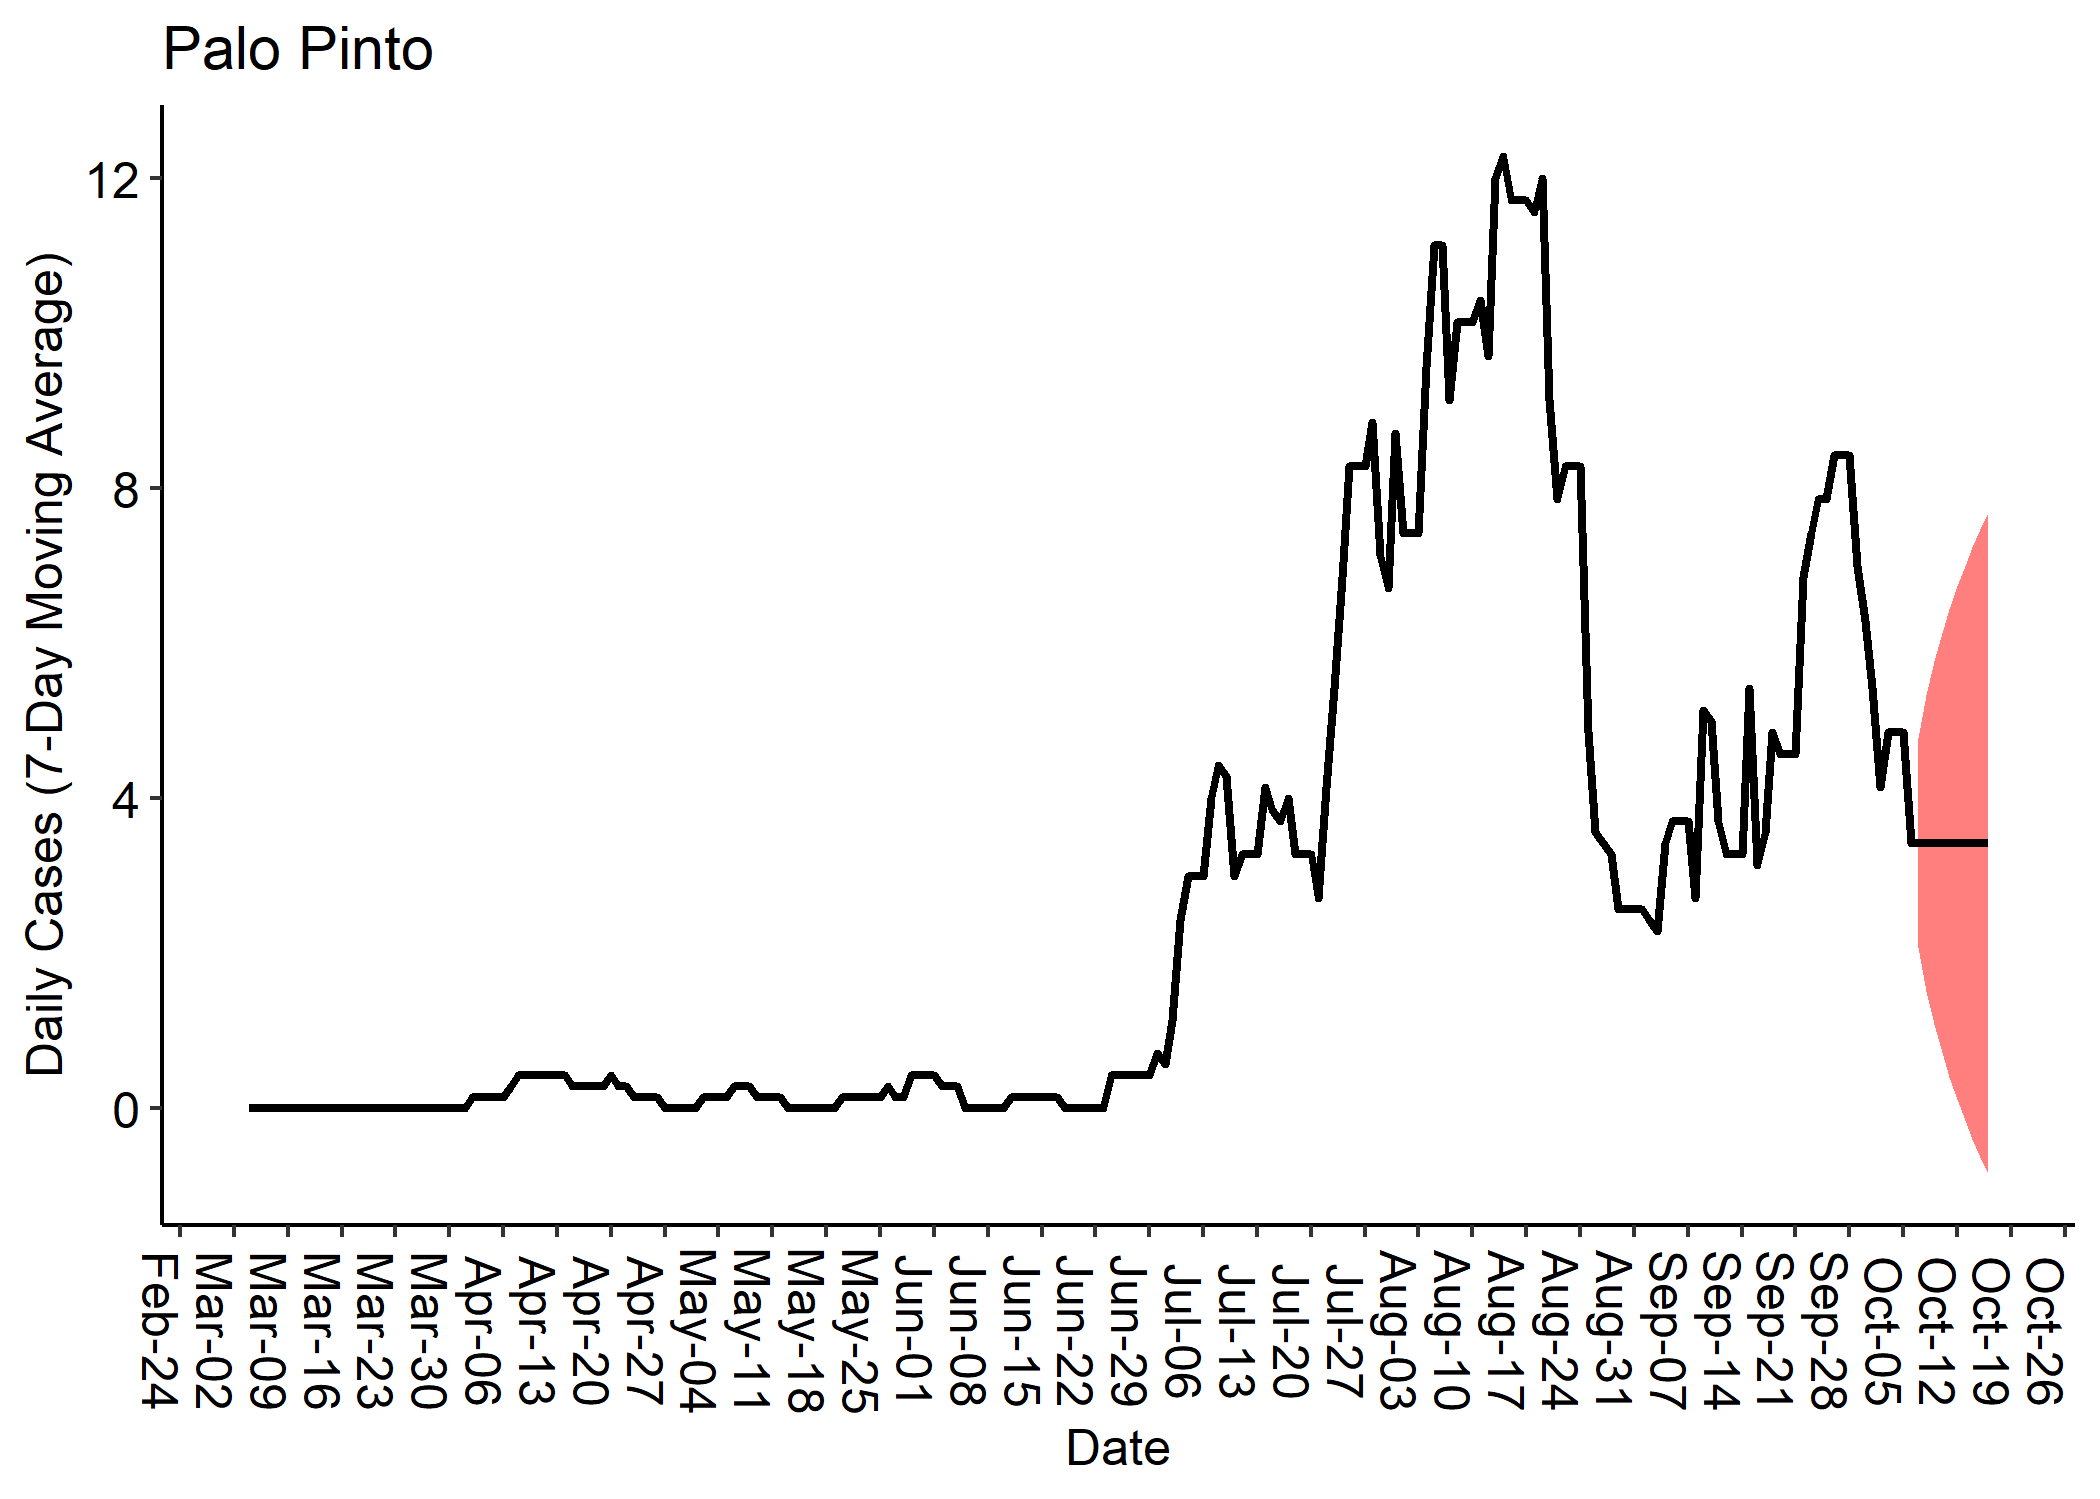 Palo Pinto
Daily Cases (7-Day Moving Average)
12
8
4
0
Feb-24
Mar-02
Mar-09
Mar-16
Mar-23
Mar-30
Apr-06
Apr-13
Apr-20
Apr-27
May-04
May-11
May-18
May-25
Jun-01
Jun-08
Jun-15
Jun-22
Jun-29
Jul-06
Jul-13
Jul-20
Jul-27
Aug-03
Aug-10
Aug-17
Aug-24
Aug-31
Sep-07
Sep-14
Sep-21
Sep-28
Oct-05
Oct-12
Oct-19
Oct-26
Date